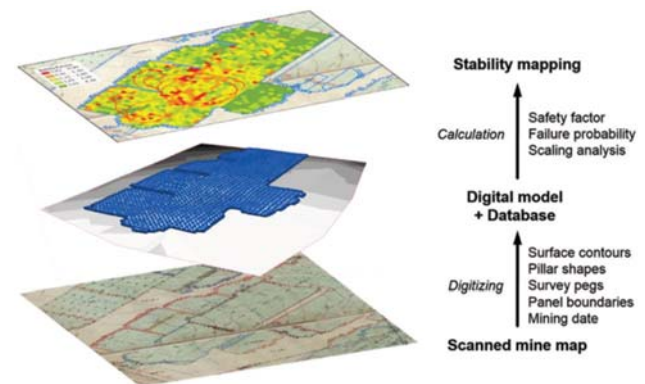 Stability mapping
Calculation
Safety factor
Failure probability
Scaling analysis
Digital model
+ Database
Digitizing
Surface contours
Pillar shapes
Survey pegs
Panel boundaries
Mining date
Scanned mine map